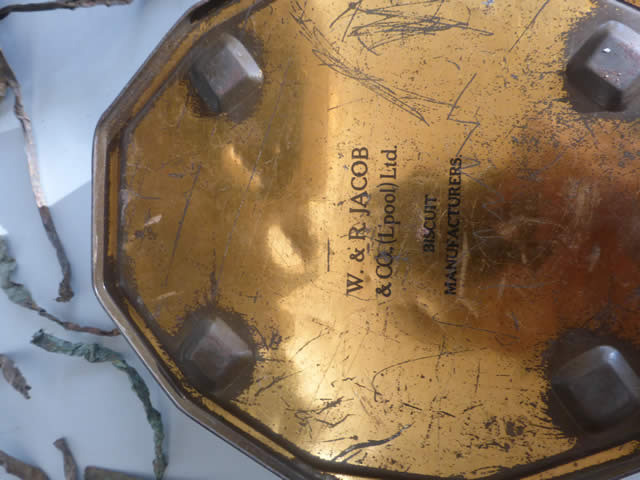 W. & R. JACOB
& CO. (L'pool) Ltd.
BISCUIT
MANUFACTURERS.